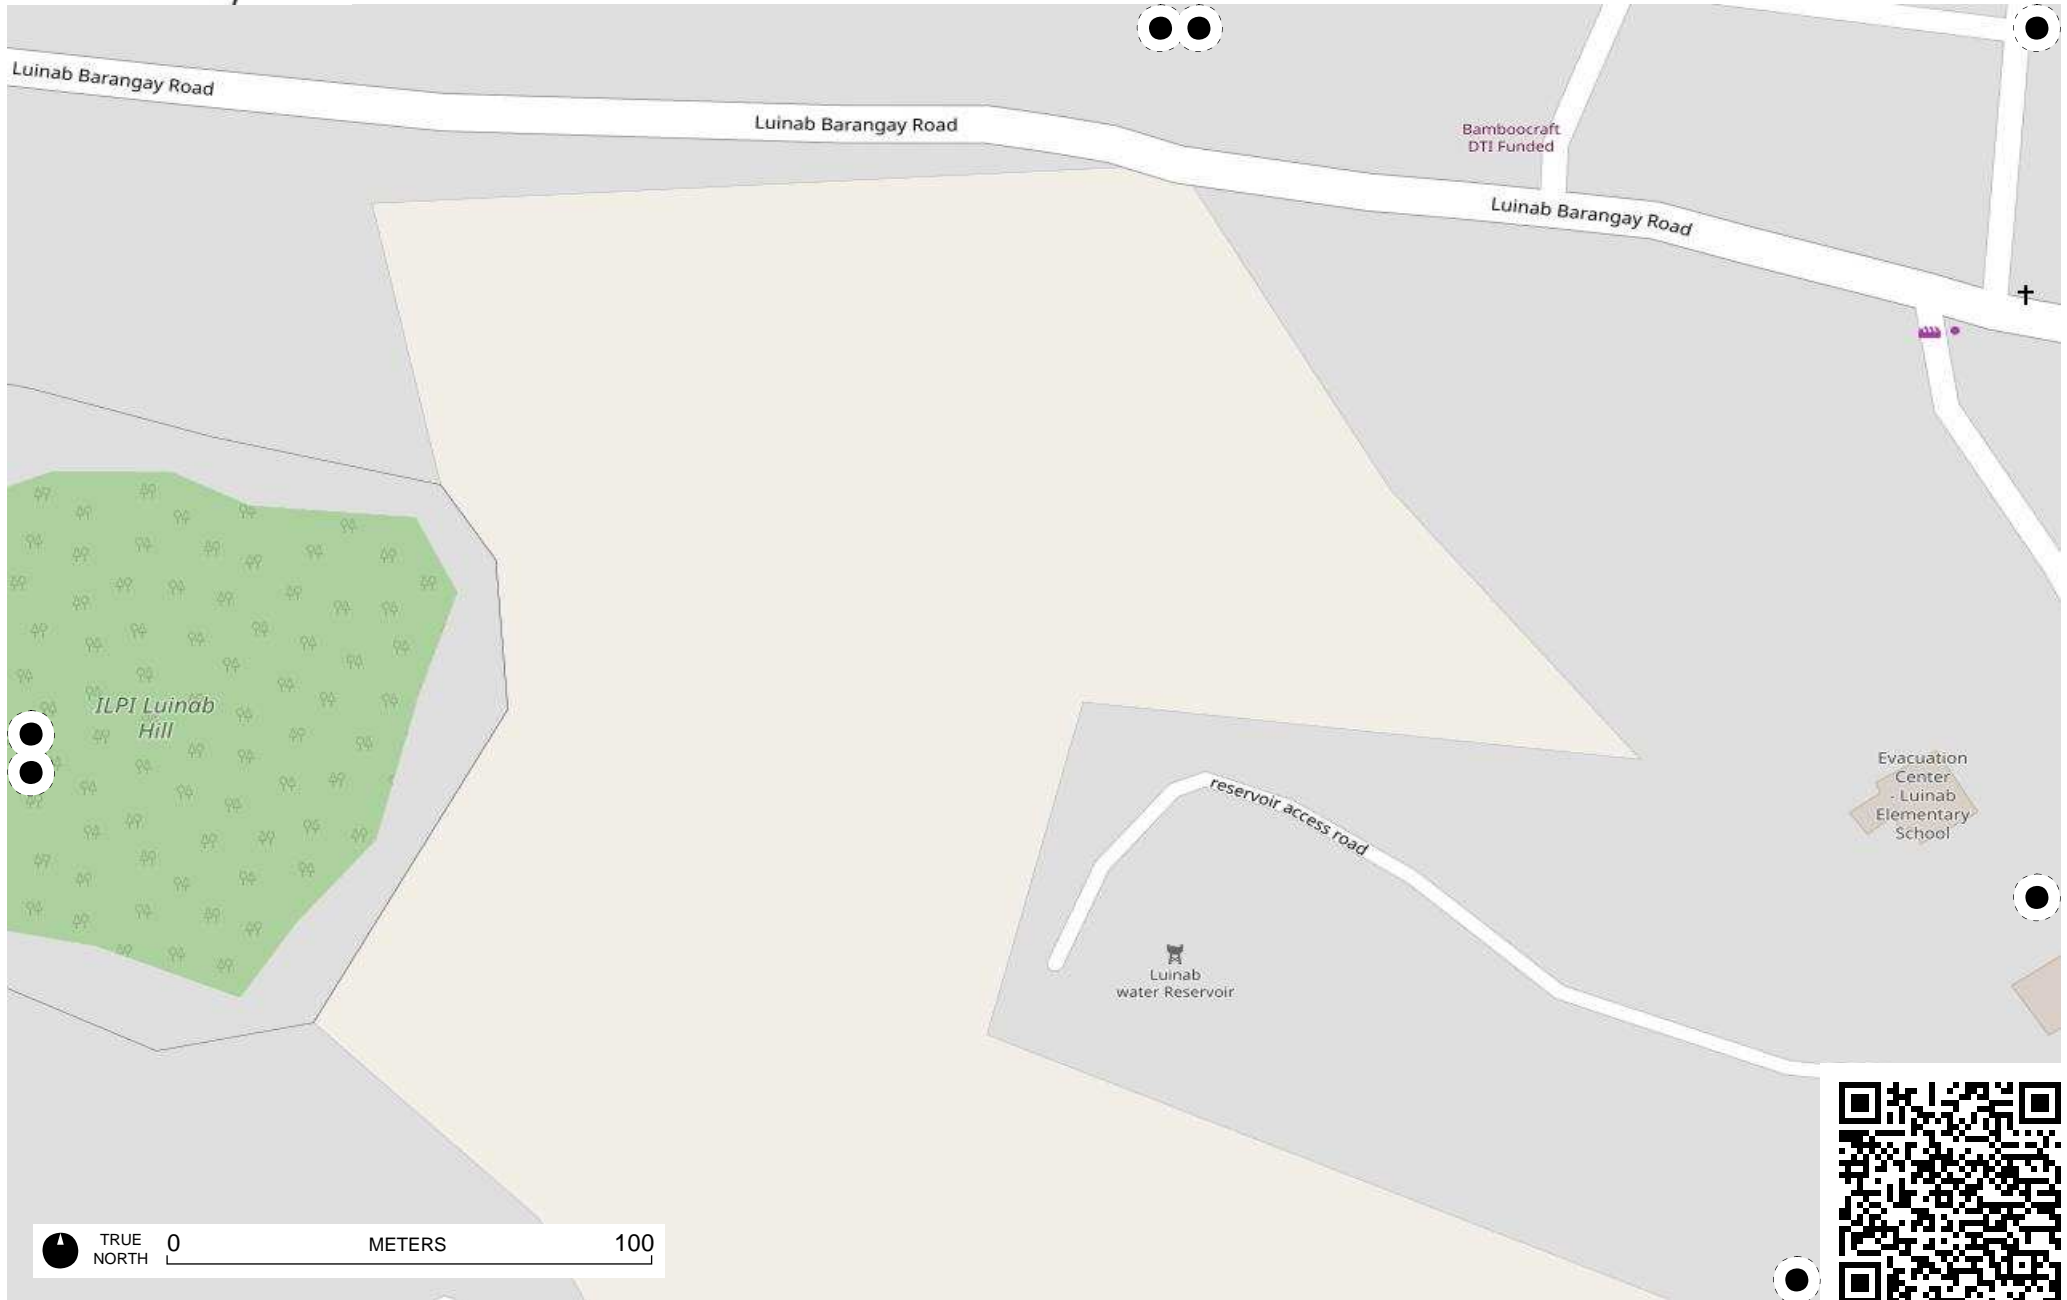 Luinab Barangay Road
Luinab Barangay Road
Bamboocraft
DTI Funded
Luinab Barangay Road
ILPI Luinab
Hill
Evacuation
Center
- Luinab
Elementary
School
reservoir access road
Luinab
water Reservoir
TRUE
NORTH
0 METERS 100